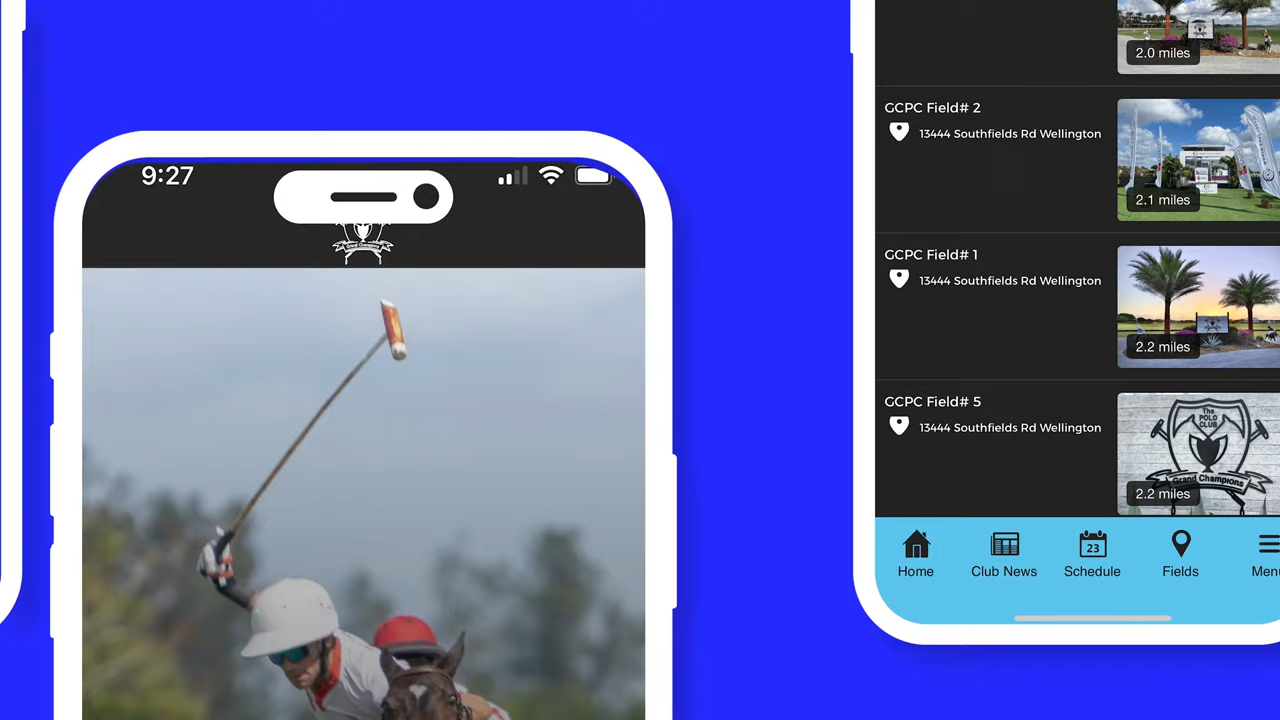 9:27
Grand Champions
2.0 miles
GCPC Field# 2
13444 Southfields Rd Wellington
2.1 miles
GCPC Field# 1
13444 Southfields Rd Wellington
2.2 miles
GCPC Field# 5
13444 Southfields Rd Wellington
The
POLO
CLUB
Grand Champions
2.2 miles
23
Home
Club News
Schedule
Fields